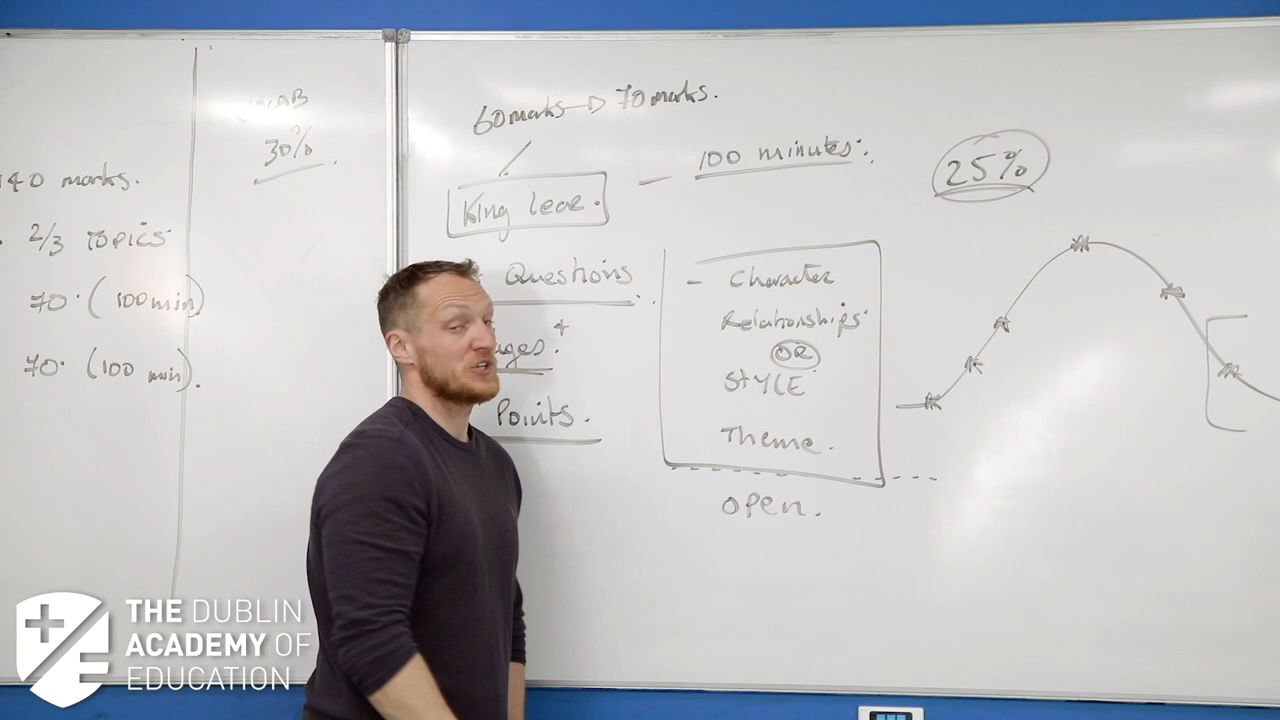 40 marks.
2/3 Topics
70. (100 min)
70. (100 min).
30%
60 marks → 70 marks.
King Lear.
100 minutes.
25%
Questions
Points.
- Character
Relationships
OR
STYLE
Theme.
open.
THE DUBLIN
ACADEMY OF
EDUCATION